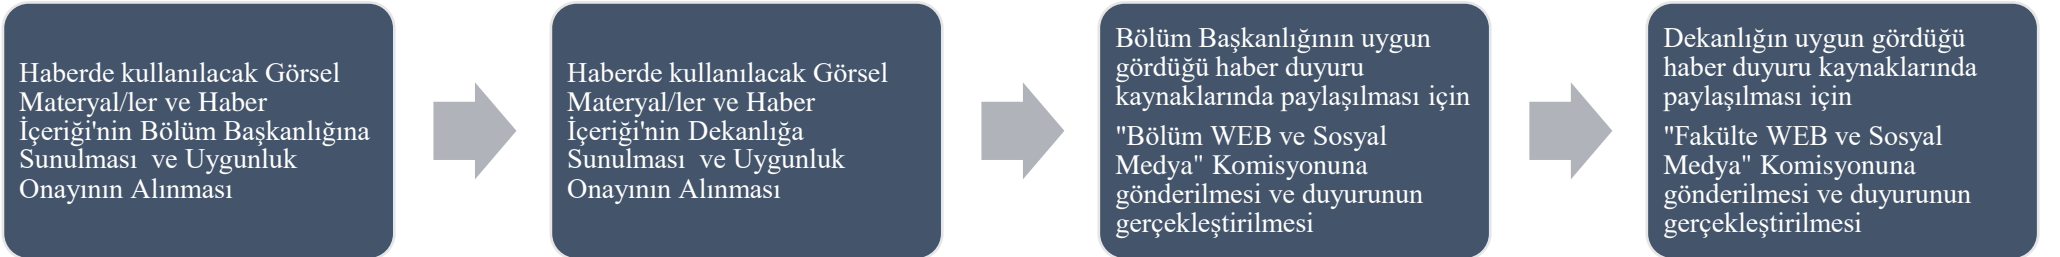 Haberde kullanılacak Görsel
Materyal/ler ve Haber
İçeriği'nin Bölüm Başkanlığına
Sunulması  ve Uygunluk
Onayının Alınması
Haberde kullanılacak Görsel
Materyal/ler ve Haber
İçeriği'nin Dekanlığa
Sunulması  ve Uygunluk
Onayının Alınması
Bölüm Başkanlığının uygun
gördüğü haber duyuru
kaynaklarında paylaşılması için
"Bölüm WEB ve Sosyal
Medya" Komisyonuna
gönderilmesi ve duyurunun
gerçekleştirilmesi
Dekanlığın uygun gördüğü
haber duyuru kaynaklarında
paylaşılması için
"Fakülte WEB ve Sosyal
Medya" Komisyonuna
gönderilmesi ve duyurunun
gerçekleştirilmesi